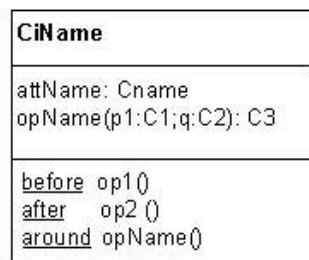 CiName
attName: Cname
opName(p1:C1;q:C2): C3
before op1()
after op2 ()
around opName()